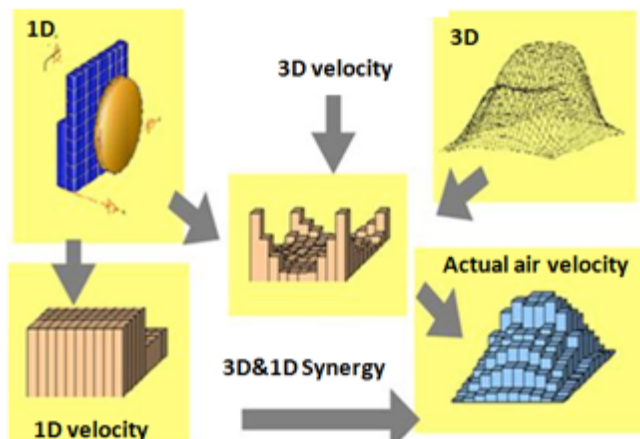 1D
3D velocity
3D
Actual air velocity
3D&1D Synergy
1D velocity